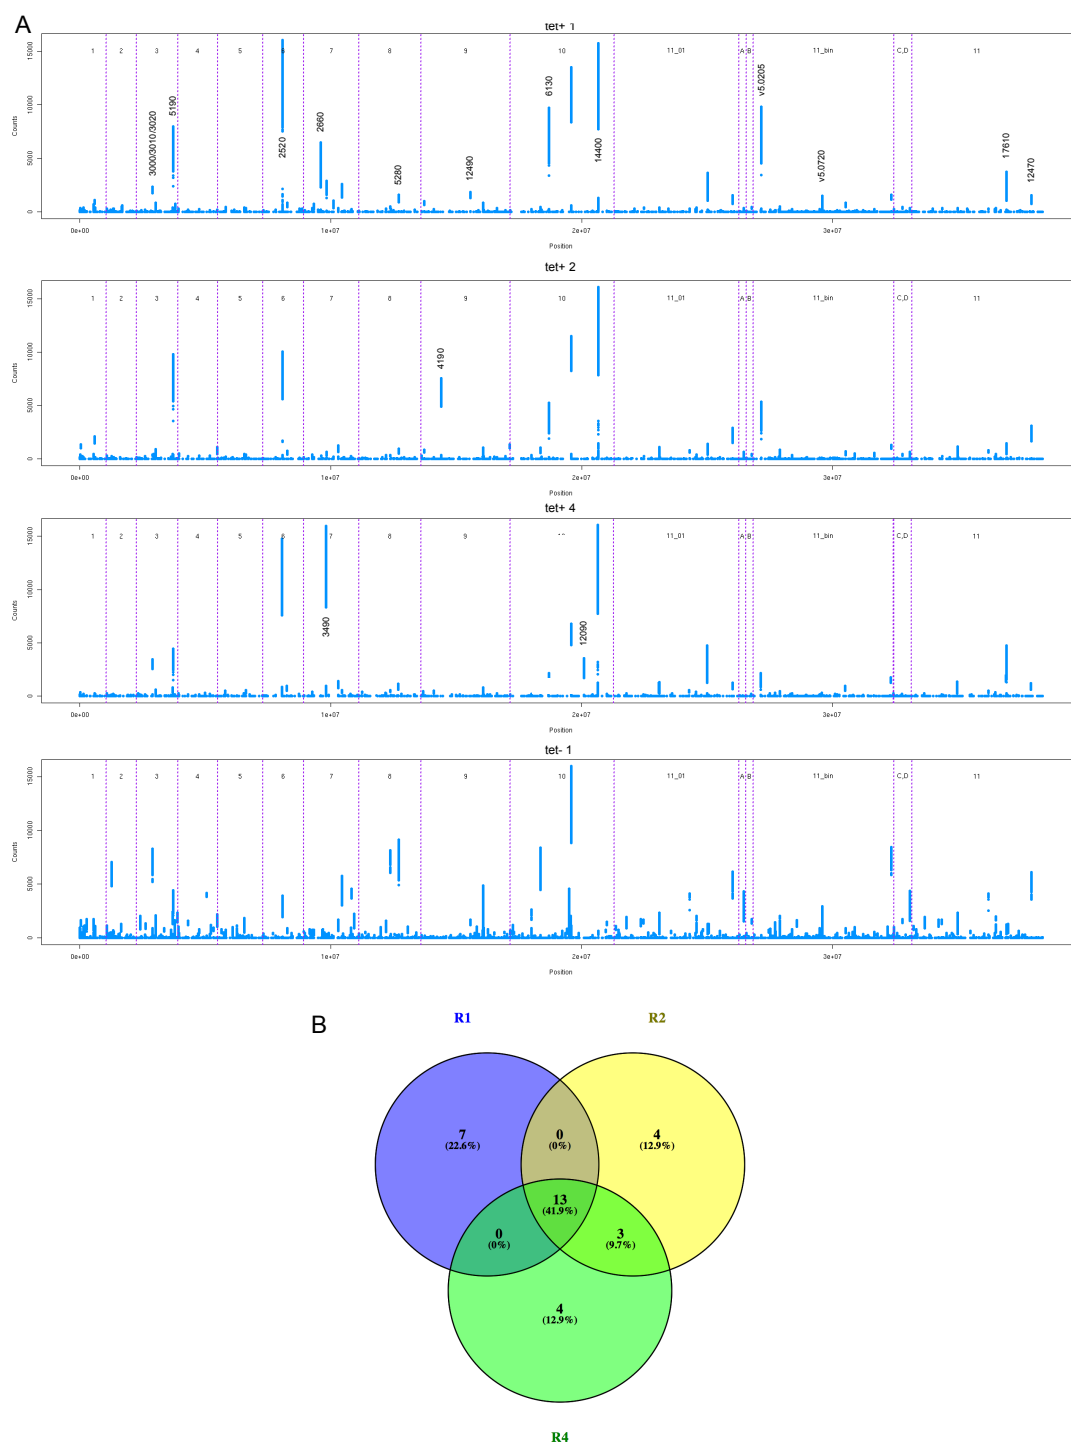 A
tet+ 1
1 2 3 4 5 6 7 8 9 10 11_01 A B 11_bin C,D 11
15000
10000
5000
0
Counts
3000/3010/3020
5190
2520
2660
5280
12490
6130
14400
v5.0205
v5.0720
17610
12470
0e+00 1e+07 2e+07 3e+07
Position
tet+ 2
1 2 3 4 5 6 7 8 9 10 11_01 A B 11_bin C,D 11
15000
10000
5000
0
Counts
4190
0e+00 1e+07 2e+07 3e+07
Position
tet+ 4
1 2 3 4 5 6 7 8 9 11_01 A B 11_bin C,D 11
15000
10000
5000
0
Counts
3490
12090
0e+00 1e+07 2e+07 3e+07
Position
tet- 1
1 2 3 4 5 6 7 8 9 10 11_01 A B 11_bin C,D 11
15000
10000
5000
0
Counts
0e+00 1e+07 2e+07 3e+07
Position
B
R1 R2
7 0 4
(22.6%) (0%) (12.9%)
13
(41.9%)
0 3
(0%) (9.7%)
4
(12.9%)
R4